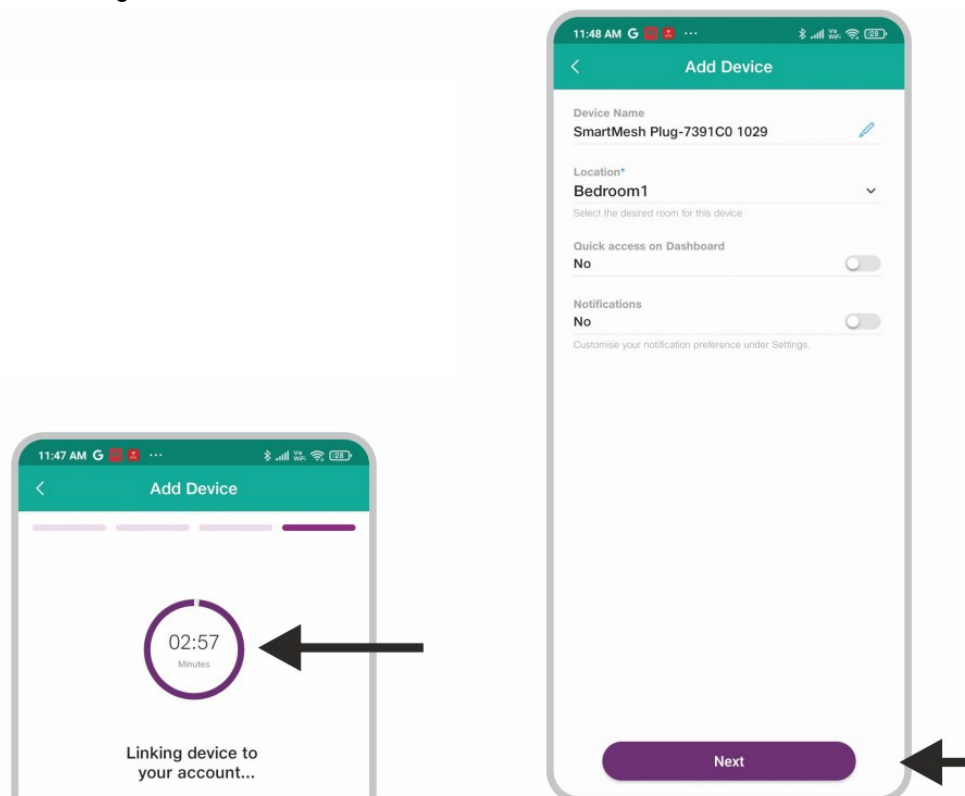 11:47 AM G
Add Device
02:57
Minutes
Linking device to
your account...
11:48 AM G
Add Device
Device Name
SmartMesh Plug-7391C0 1029
Location*
Bedroom1
Select the desired room for this device
Quick access on Dashboard
No
Notifications
No
Customise your notification preference under Settings.
Next